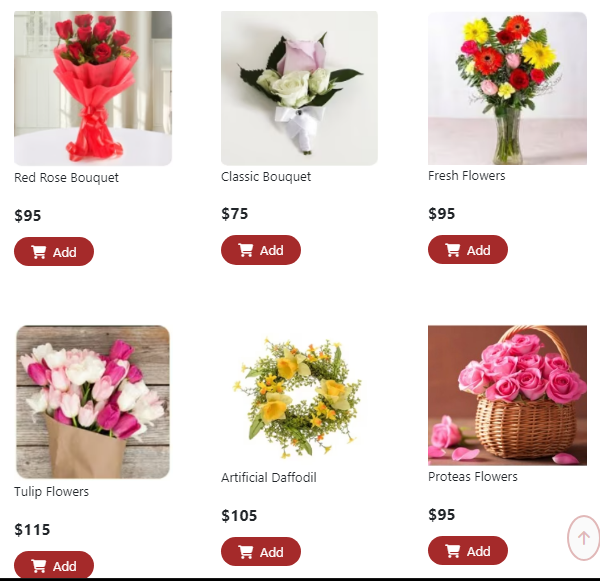 Red Rose Bouquet
$95
Add
Classic Bouquet
$75
Add
Fresh Flowers
$95
Add
Tulip Flowers
$115
Add
Artificial Daffodil
$105
Add
Proteas Flowers
$95
Add